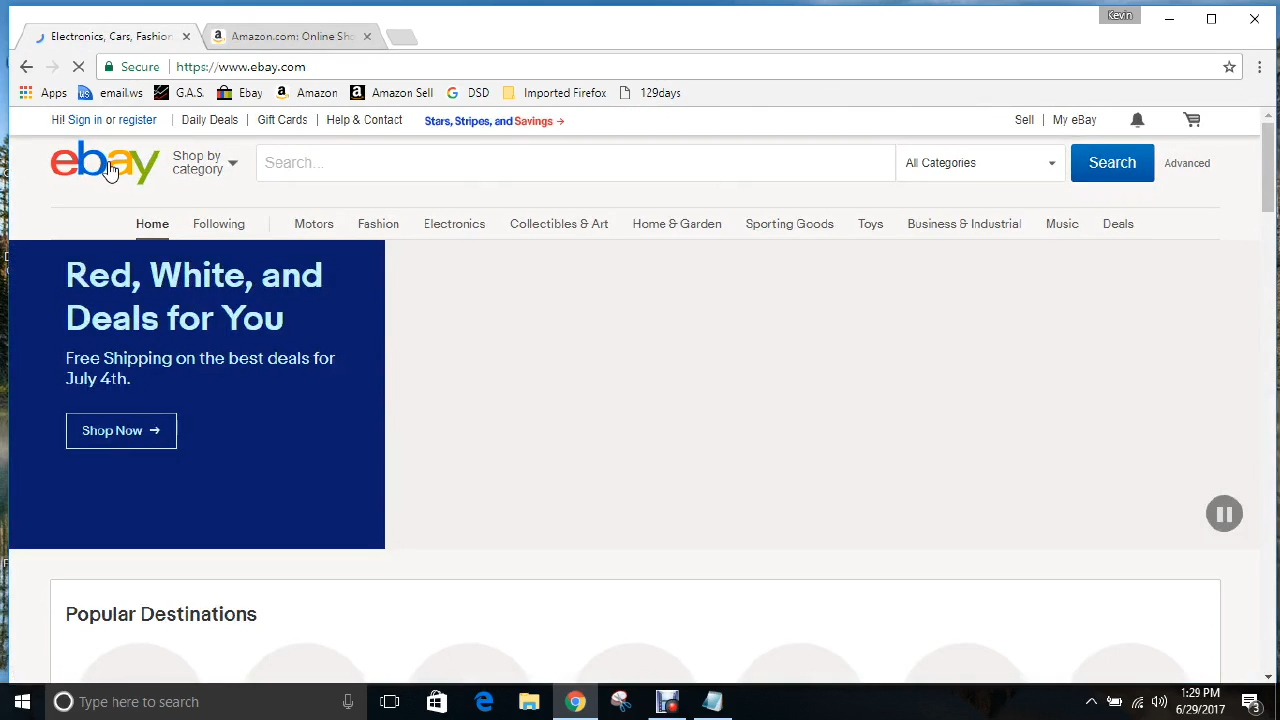 Kevin
Electronics, Cars, Fashion
Amazon.com: Online Sho
Secure https://www.ebay.com
Apps email.ws G.A.S. Ebay Amazon Amazon Sell DSD Imported Firefox 129days
Hi! Sign in or register Daily Deals Gift Cards Help & Contact Stars, Stripes, and Savings → Sell My eBay
ebay
Shop by
category
Search...
All Categories
Search
Advanced
Home Following Motors Fashion Electronics Collectibles & Art Home & Garden Sporting Goods Toys Business & Industrial Music Deals
Red, White, and
Deals for You
Free Shipping on the best deals for
July 4th.
Shop Now →
Popular Destinations
Type here to search
1:29 PM
6/29/2017
3